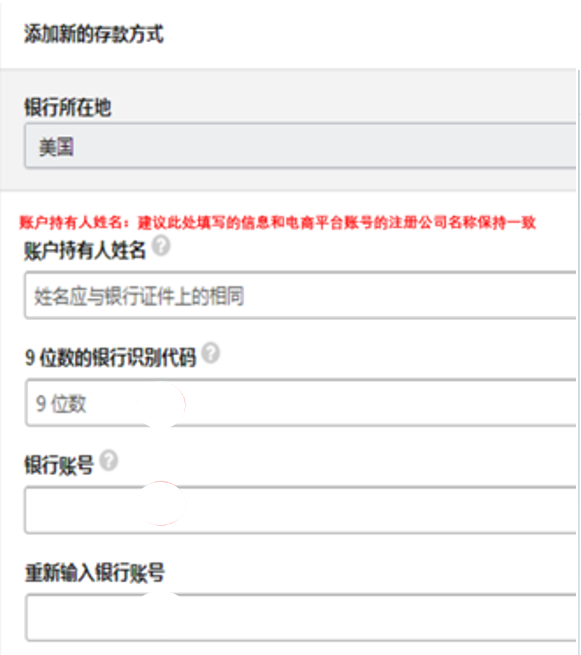 添加新的存款方式
银行所在地
美国
账户持有人姓名：建议此处填写的信息和电商平台账号的注册公司名称保持一致
账户持有人姓名 ?
姓名应与银行证件上的相同
9 位数的银行识别代码 ?
9 位数
银行账号 ?
重新输入银行账号